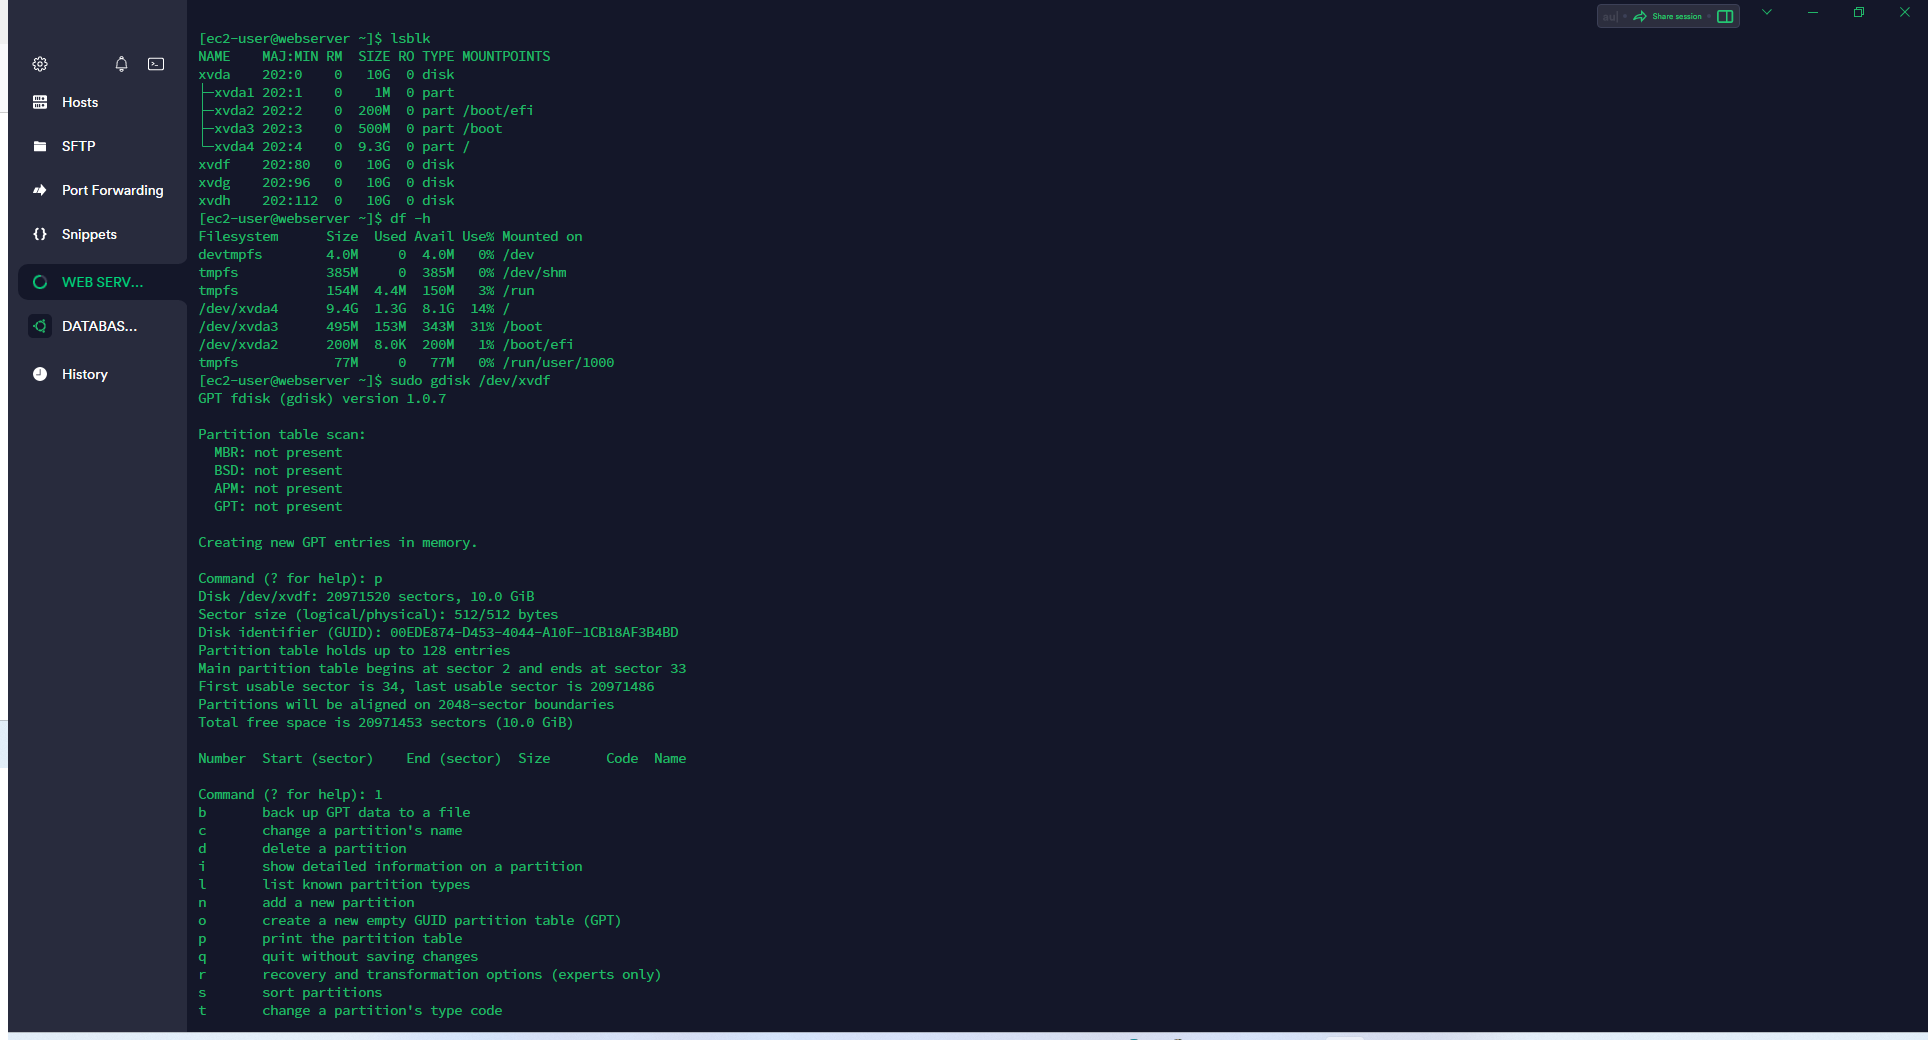 au
Share session
Hosts
SFTP
Port Forwarding
Snippets
WEB SERV...
DATABAS...
History
[ec2-user@webserver ~]$ lsblk
NAME    MAJ:MIN RM  SIZE RO TYPE MOUNTPOINTS
xvda    202:0    0   10G  0 disk
├─xvda1 202:1    0    1M  0 part
├─xvda2 202:2    0  200M  0 part /boot/efi
├─xvda3 202:3    0  500M  0 part /boot
└─xvda4 202:4    0  9.3G  0 part /
xvdf    202:80   0   10G  0 disk
xvdg    202:96   0   10G  0 disk
xvdh    202:112  0   10G  0 disk
[ec2-user@webserver ~]$ df -h
Filesystem      Size  Used Avail Use% Mounted on
devtmpfs        4.0M     0  4.0M   0% /dev
tmpfs           385M     0  385M   0% /dev/shm
tmpfs           154M  4.4M  150M   3% /run
/dev/xvda4      9.4G  1.3G  8.1G  14% /
/dev/xvda3      495M  153M  343M  31% /boot
/dev/xvda2      200M  8.0K  200M   1% /boot/efi
tmpfs            77M     0   77M   0% /run/user/1000
[ec2-user@webserver ~]$ sudo gdisk /dev/xvdf
GPT fdisk (gdisk) version 1.0.7
Partition table scan:
  MBR: not present
  BSD: not present
  APM: not present
  GPT: not present
Creating new GPT entries in memory.
Command (? for help): p
Disk /dev/xvdf: 20971520 sectors, 10.0 GiB
Sector size (logical/physical): 512/512 bytes
Disk identifier (GUID): 00EDE874-D453-4044-A10F-1CB18AF3B4BD
Partition table holds up to 128 entries
Main partition table begins at sector 2 and ends at sector 33
First usable sector is 34, last usable sector is 20971486
Partitions will be aligned on 2048-sector boundaries
Total free space is 20971453 sectors (10.0 GiB)
Number  Start (sector)    End (sector)  Size       Code  Name
Command (? for help): 1
b       back up GPT data to a file
c       change a partition's name
d       delete a partition
i       show detailed information on a partition
l       list known partition types
n       add a new partition
o       create a new empty GUID partition table (GPT)
p       print the partition table
q       quit without saving changes
r       recovery and transformation options (experts only)
s       sort partitions
t       change a partition's type code